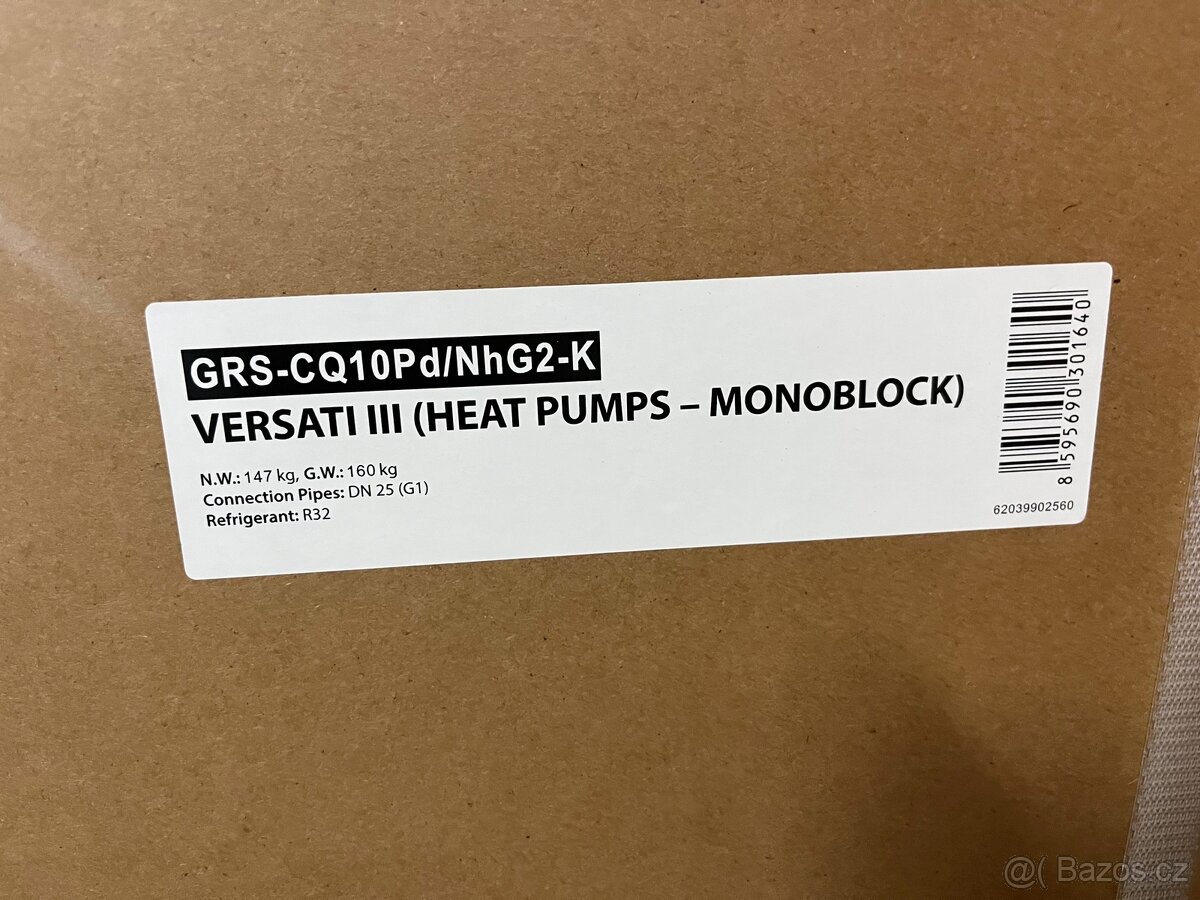 GRS-CQ10Pd/NhG2-K
VERSATI III (HEAT PUMPS – MONOBLOCK)
N.W.: 147 kg, G.W.: 160 kg
Connection Pipes: DN 25 (G1)
Refrigerant: R32
8 595690 301640
62039902560
@( Bazos.cz